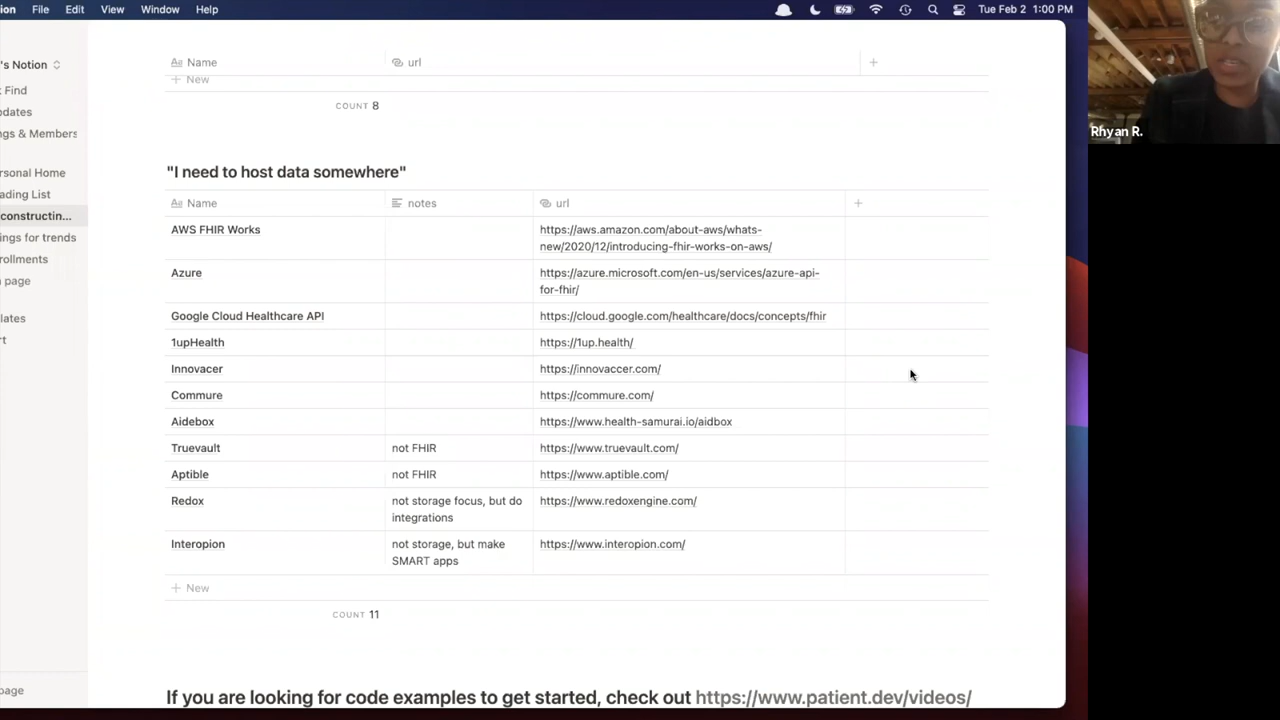 ion File Edit View Window Help Tue Feb 2 1:00 PM
's Notion
Find
dates
ngs & Members
rsonal Home
ading List
constructin...
ings for trends
rollments
page
lates
rt
page
Aa Name url +
+ New
COUNT 8
"I need to host data somewhere"
Aa Name notes url +
AWS FHIR Works https://aws.amazon.com/about-aws/whats-
new/2020/12/introducing-fhir-works-on-aws/
Azure https://azure.microsoft.com/en-us/services/azure-api-
for-fhir/
Google Cloud Healthcare API https://cloud.google.com/healthcare/docs/concepts/fhir
1upHealth https://1up.health/
Innovacer https://innovaccer.com/
Commure https://commure.com/
Aidebox https://www.health-samurai.io/aidbox
Truevault not FHIR https://www.truevault.com/
Aptible not FHIR https://www.aptible.com/
Redox not storage focus, but do https://www.redoxengine.com/
integrations
Interopion not storage, but make https://www.interopion.com/
SMART apps
+ New
COUNT 11
If you are looking for code examples to get started, check out https://www.patient.dev/videos/
Rhyan R.